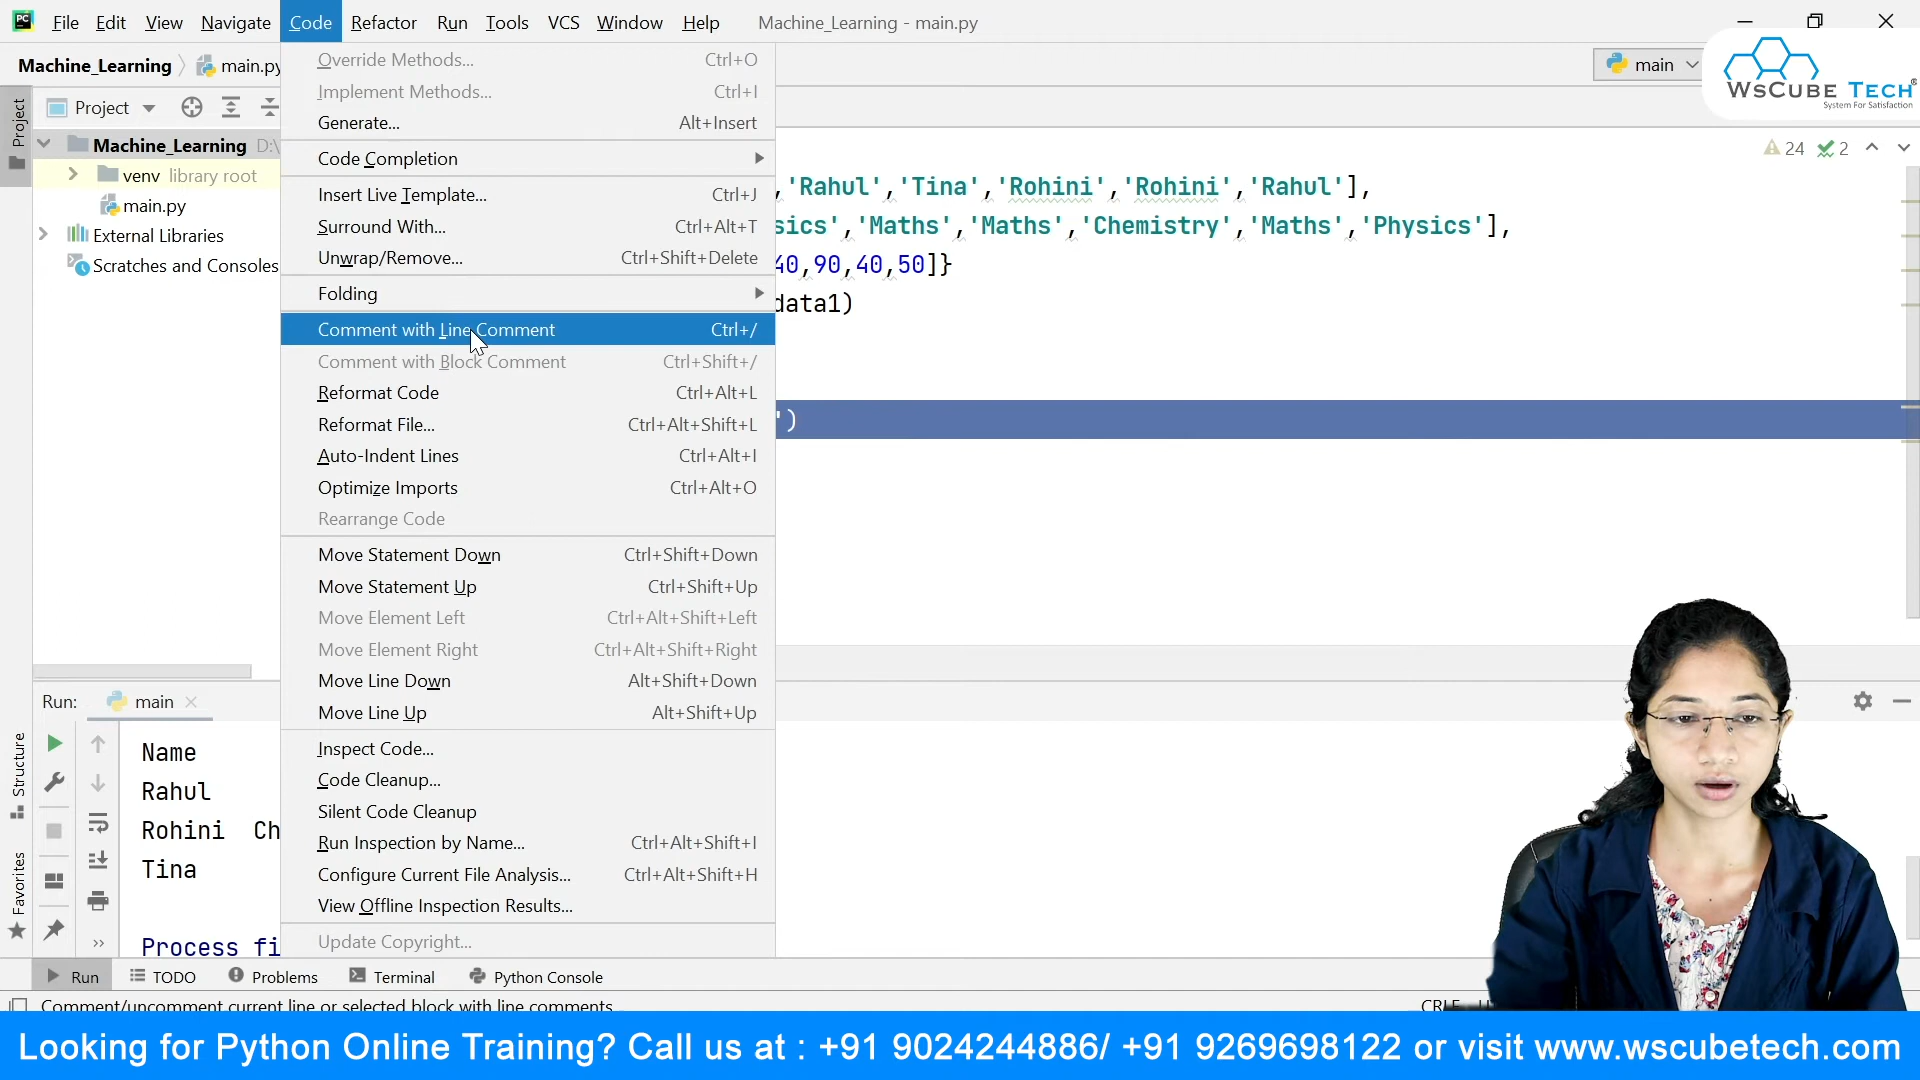 File Edit View Navigate Code Refactor Run Tools VCS Window Help Machine_Learning - main.py
Machine_Learning main.py
main
WsCube Tech
System For Satisfaction
Project
Project
Machine_Learning D:\
venv library root
main.py
External Libraries
Scratches and Consoles
Override Methods... Ctrl+O
Implement Methods... Ctrl+I
Generate... Alt+Insert
Code Completion
Insert Live Template... Ctrl+J
Surround With... Ctrl+Alt+T
Unwrap/Remove... Ctrl+Shift+Delete
Folding
Comment with Line Comment Ctrl+/
Comment with Block Comment Ctrl+Shift+/
Reformat Code Ctrl+Alt+L
Reformat File... Ctrl+Alt+Shift+L
Auto-Indent Lines Ctrl+Alt+I
Optimize Imports Ctrl+Alt+O
Rearrange Code
Move Statement Down Ctrl+Shift+Down
Move Statement Up Ctrl+Shift+Up
Move Element Left Ctrl+Alt+Shift+Left
Move Element Right Ctrl+Alt+Shift+Right
Move Line Down Alt+Shift+Down
Move Line Up Alt+Shift+Up
Inspect Code...
Code Cleanup...
Silent Code Cleanup
Run Inspection by Name... Ctrl+Alt+Shift+I
Configure Current File Analysis... Ctrl+Alt+Shift+H
View Offline Inspection Results...
Update Copyright...
24 2
,'Rahul','Tina','Rohini','Rohini','Rahul'],
sics','Maths','Maths','Chemistry','Maths','Physics'],
40,90,40,50]}
data1)
')
Run: main
Name
Rahul
Rohini Ch
Tina
Process fi
Structure
Favorites
Run TODO Problems Terminal Python Console
Comment/uncomment current line or selected block with line comments
CRLF
Looking for Python Online Training? Call us at : +91 9024244886/ +91 9269698122 or visit www.wscubetech.com